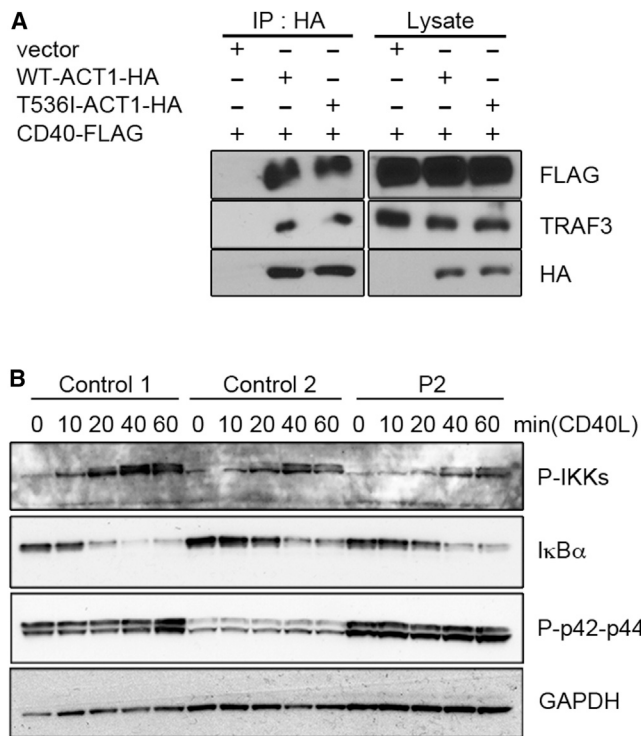 A
IP : HA Lysate
vector + – – + – –
WT-ACT1-HA – + – – + –
T536I-ACT1-HA – – + – – +
CD40-FLAG + + + + + +
FLAG
TRAF3
HA
B
Control 1 Control 2 P2
0 10 20 40 60 0 10 20 40 60 0 10 20 40 60 min(CD40L)
P-IKKs
IκBα
P-p42-p44
GAPDH